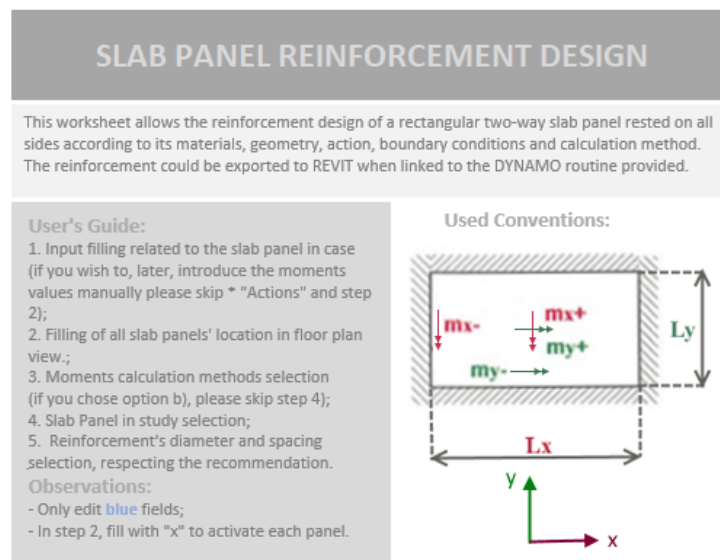 SLAB PANEL REINFORCEMENT DESIGN
This worksheet allows the reinforcement design of a rectangular two-way slab panel rested on all
sides according to its materials, geometry, action, boundary conditions and calculation method.
The reinforcement could be exported to REVIT when linked to the DYNAMO routine provided.
User's Guide:
1. Input filling related to the slab panel in case
(if you wish to, later, introduce the moments
values manually please skip * "Actions" and step
2);
2. Filling of all slab panels' location in floor plan
view.;
3. Moments calculation methods selection
(if you chose option b), please skip step 4);
4. Slab Panel in study selection;
5. Reinforcement's diameter and spacing
selection, respecting the recommendation.
Observations:
- Only edit blue fields;
- In step 2, fill with "x" to activate each panel.
Used Conventions:
mx-
mx+
my+
my-
Ly
Lx
y
x